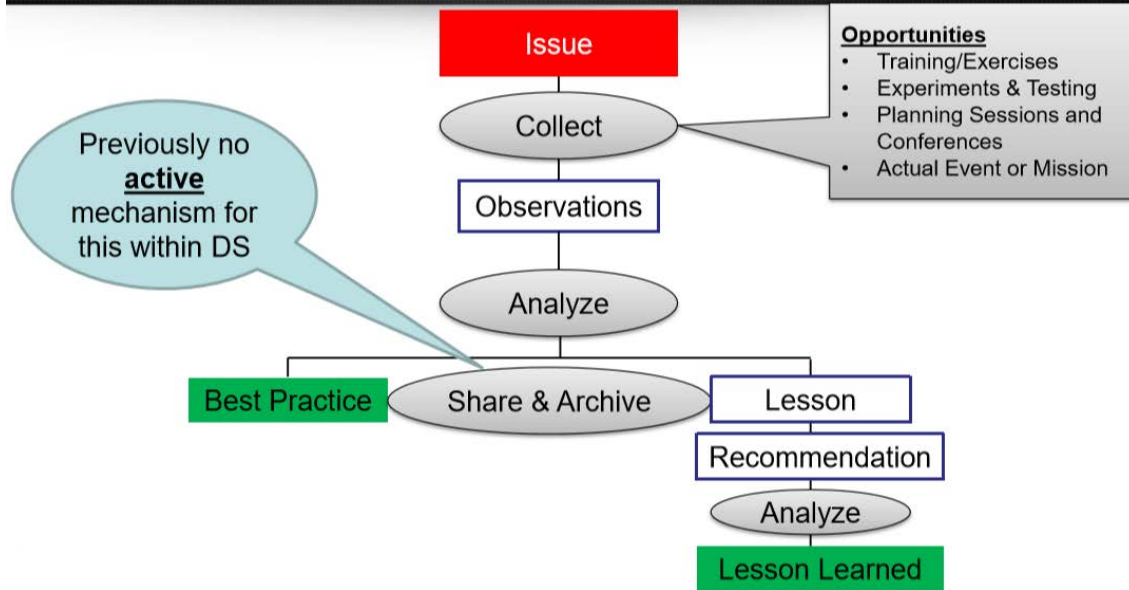 Issue
Opportunities
• Training/Exercises
• Experiments & Testing
• Planning Sessions and
Conferences
• Actual Event or Mission
Collect
Previously no
active
mechanism for
this within DS
Observations
Analyze
Best Practice
Share & Archive
Lesson
Recommendation
Analyze
Lesson Learned